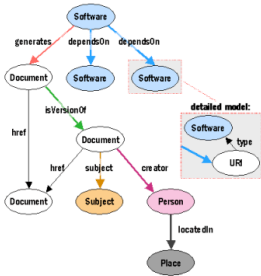 Software
generates dependsOn dependsOn
Document Software Software
isVersionOf
detailed model:
Software
type
URI
href
Document
href subject creator
Document Subject Person
locatedIn
Place